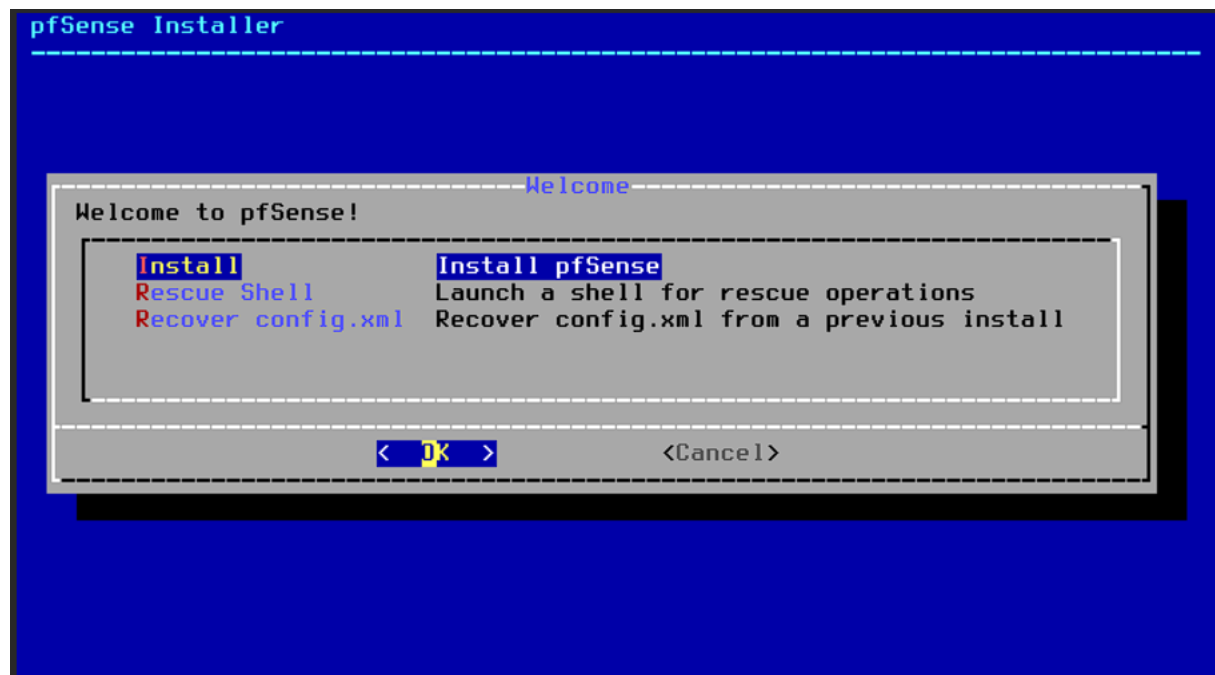 pfSense Installer
Welcome
Welcome to pfSense!
Install Install pfSense
Rescue Shell Launch a shell for rescue operations
Recover config.xml Recover config.xml from a previous install
< OK > <Cancel>